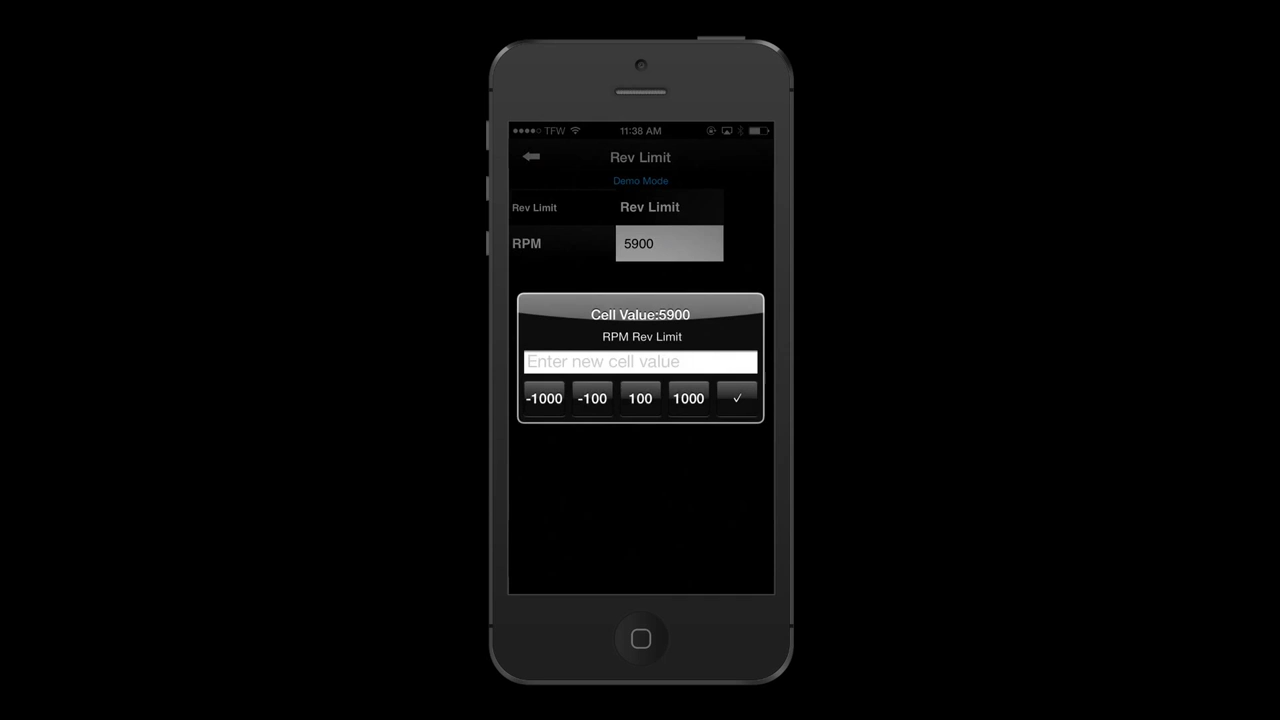 TFW 11:38 AM
Rev Limit
Demo Mode
Rev Limit Rev Limit
RPM 5900
Cell Value:5900
RPM Rev Limit
Enter new cell value
-1000 -100 100 1000 ✓